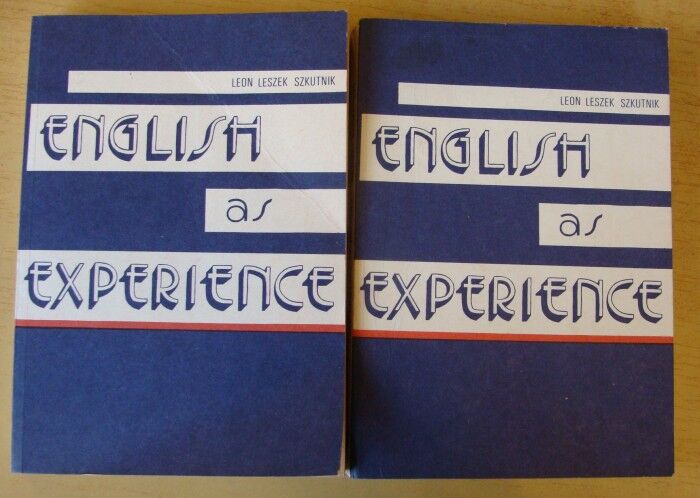 LEON LESZEK SZKUTNIK
ENGLISH
as
EXPERIENCE
LEON LESZEK SZKUTNIK
ENGLISH
as
EXPERIENCE